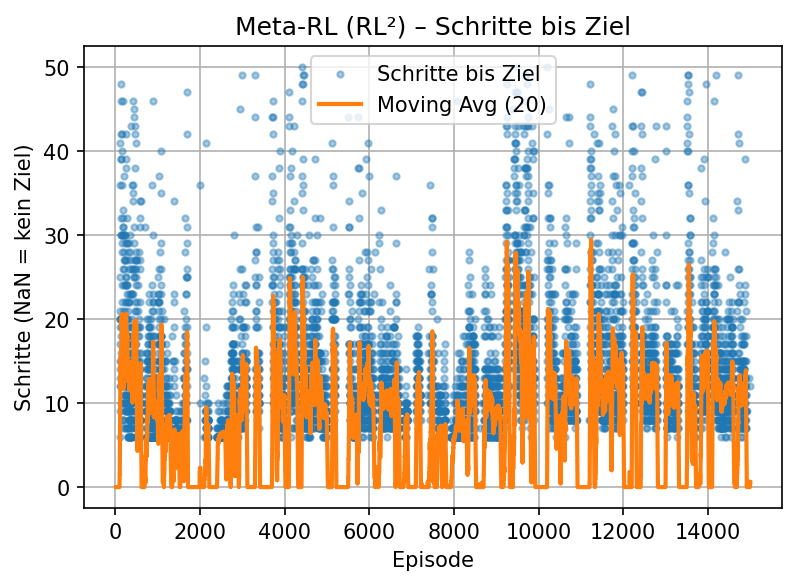 Meta-RL (RL²) – Schritte bis Ziel
Schritte bis Ziel
Moving Avg (20)
Schritte (NaN = kein Ziel)
50
40
30
20
10
0
0 2000 4000 6000 8000 10000 12000 14000
Episode